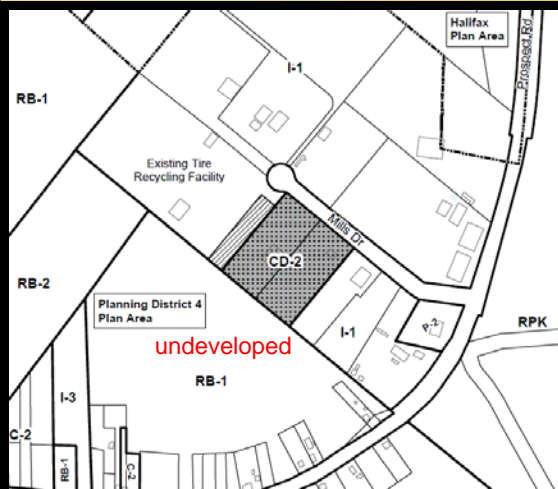 Halifax
Plan Area
Prospect Rd
I-1
RB-1
Existing Tire
Recycling Facility
Mills Dr
CD-2
RB-2
Planning District 4
Plan Area
undeveloped
I-1
P-2
RPK
RB-1
I-3
C-2
RB-1
C-2